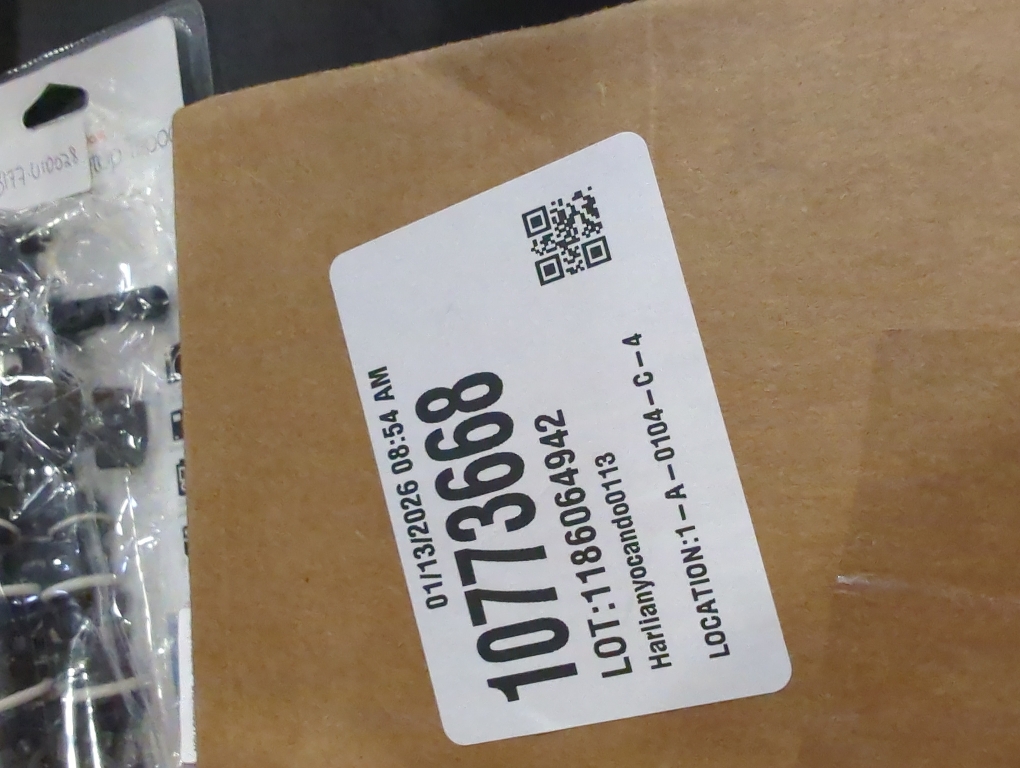 01/13/2026 08:54 AM
10773668
LOT:1186064942
Harlianyocando0113
LOCATION:1-A-0104-C-4